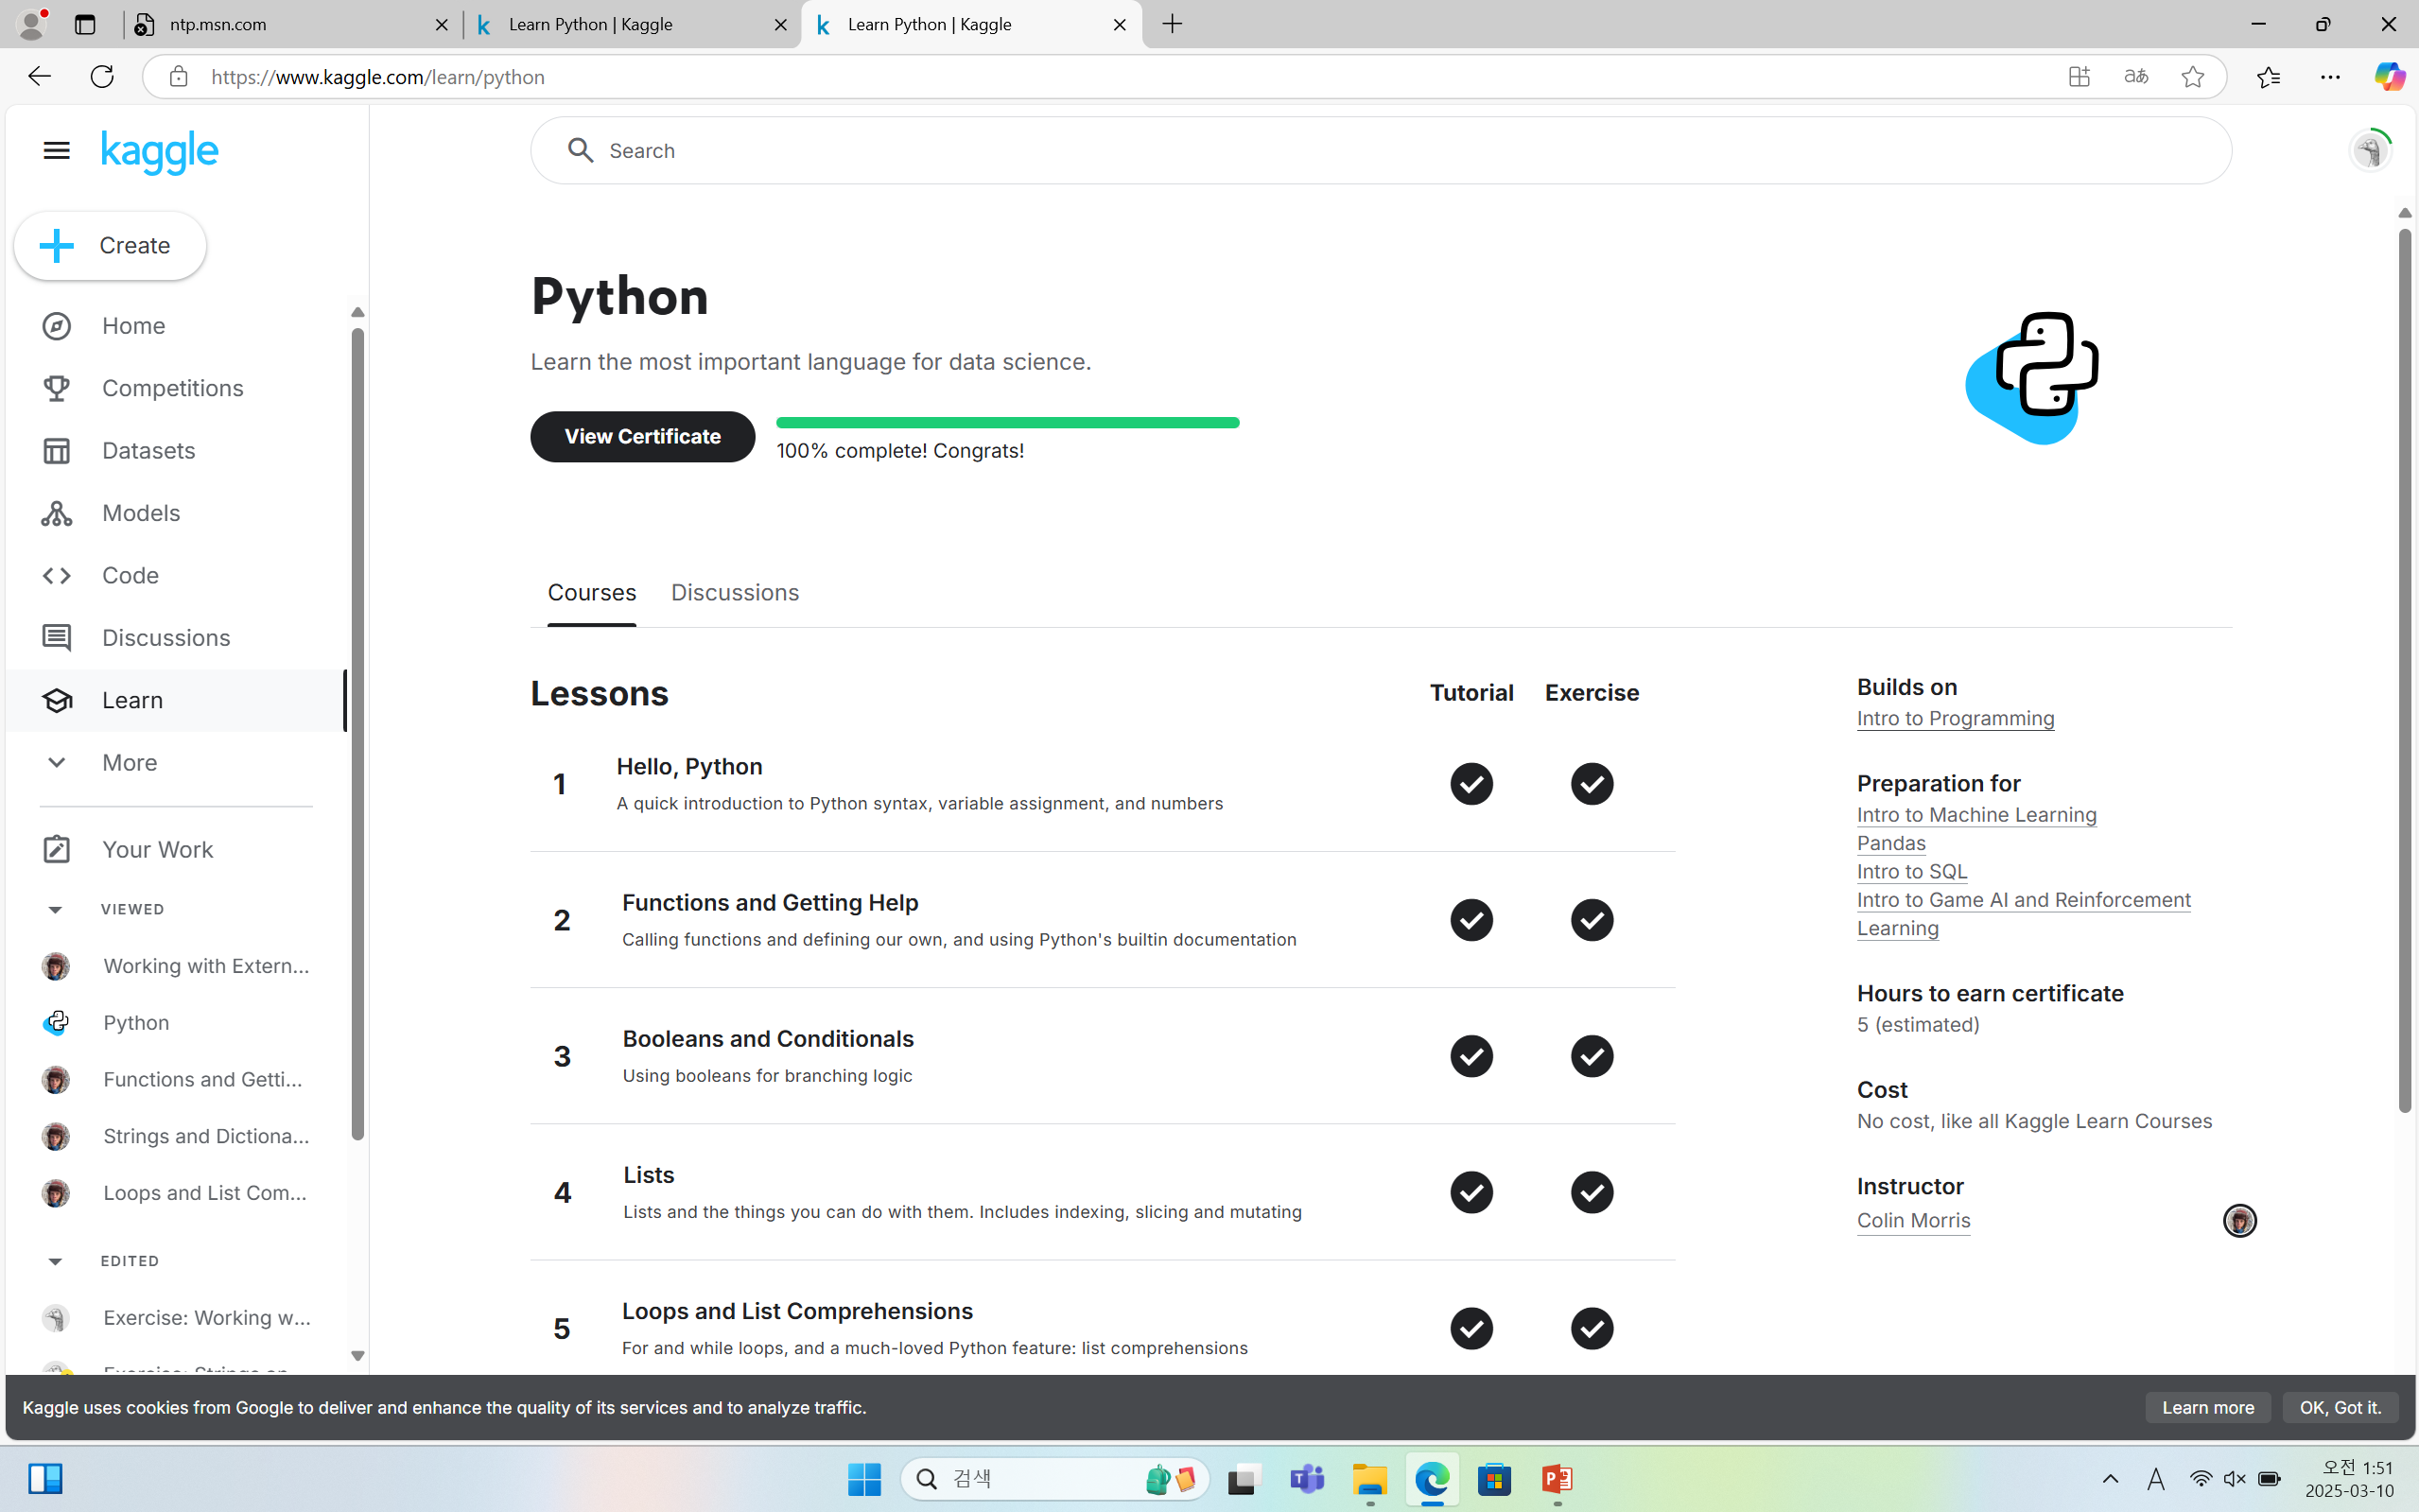 ntp.msn.com
Learn Python | Kaggle
Learn Python | Kaggle
https://www.kaggle.com/learn/python
aあ
kaggle
Search
Create
Home
Competitions
Datasets
Models
Code
Discussions
Learn
More
Your Work
VIEWED
Working with Extern...
Python
Functions and Getti...
Strings and Dictiona...
Loops and List Com...
EDITED
Exercise: Working w...
Python
Learn the most important language for data science.
View Certificate
100% complete! Congrats!
Courses
Discussions
Lessons
Tutorial
Exercise
1
Hello, Python
A quick introduction to Python syntax, variable assignment, and numbers
2
Functions and Getting Help
Calling functions and defining our own, and using Python's builtin documentation
3
Booleans and Conditionals
Using booleans for branching logic
4
Lists
Lists and the things you can do with them. Includes indexing, slicing and mutating
5
Loops and List Comprehensions
For and while loops, and a much-loved Python feature: list comprehensions
Builds on
Intro to Programming
Preparation for
Intro to Machine Learning
Pandas
Intro to SQL
Intro to Game AI and Reinforcement
Learning
Hours to earn certificate
5 (estimated)
Cost
No cost, like all Kaggle Learn Courses
Instructor
Colin Morris
Kaggle uses cookies from Google to deliver and enhance the quality of its services and to analyze traffic.
Learn more
OK, Got it.
검색
A
오전 1:51
2025-03-10